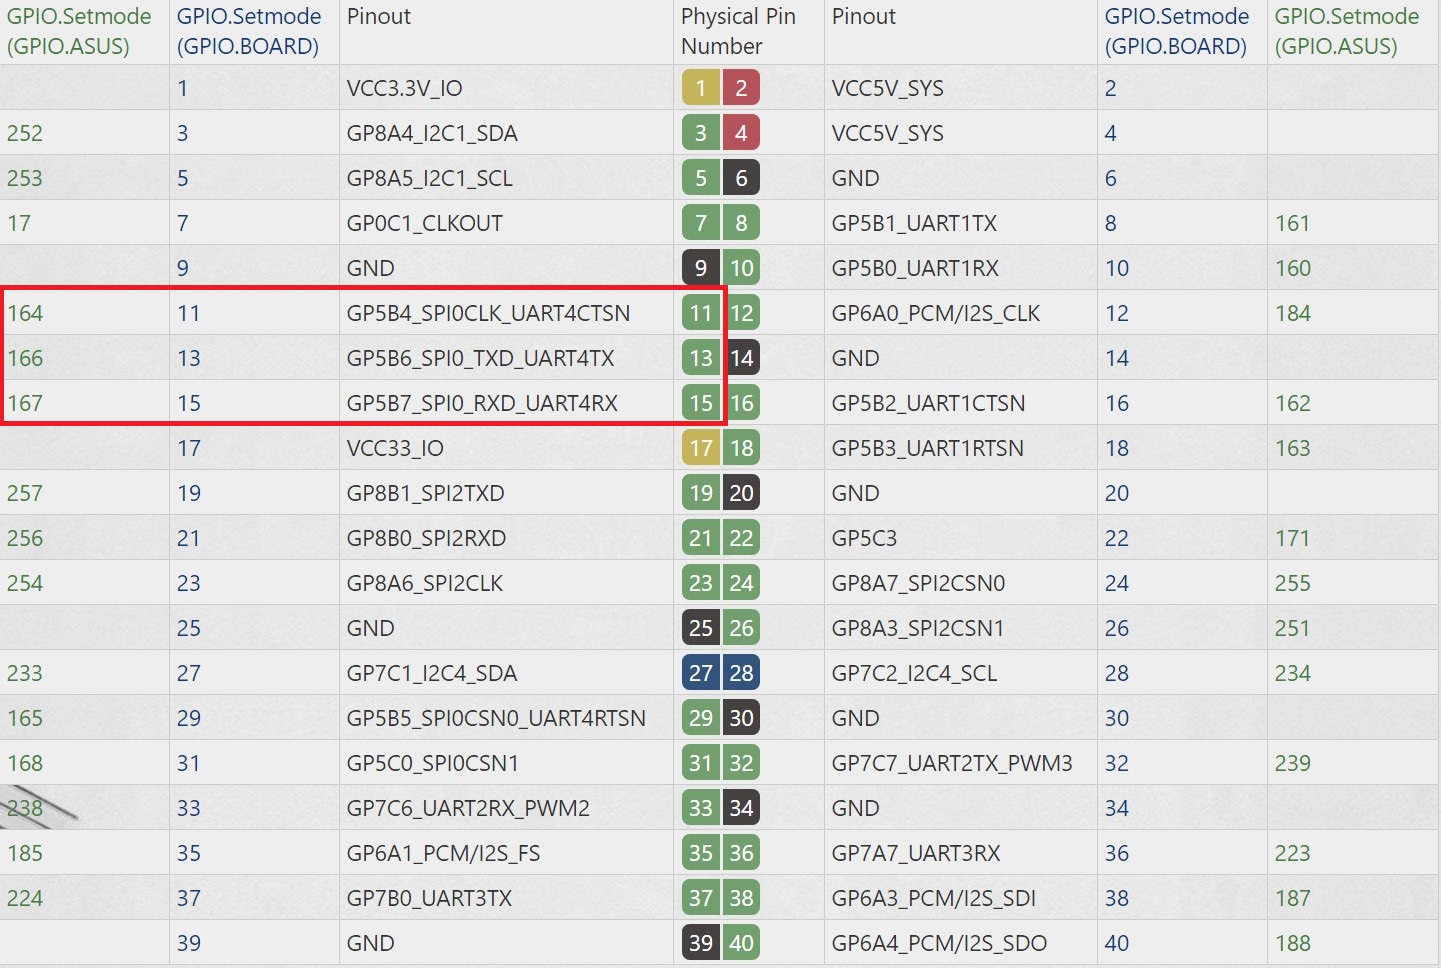 GPIO.Setmode GPIO.Setmode Pinout Physical Pin Pinout GPIO.Setmode GPIO.Setmode
(GPIO.ASUS) (GPIO.BOARD) Number (GPIO.BOARD) (GPIO.ASUS)
1 VCC3.3V_IO 1 2 VCC5V_SYS 2
252 3 GP8A4_I2C1_SDA 3 4 VCC5V_SYS 4
253 5 GP8A5_I2C1_SCL 5 6 GND 6
17 7 GP0C1_CLKOUT 7 8 GP5B1_UART1TX 8 161
9 GND 9 10 GP5B0_UART1RX 10 160
164 11 GP5B4_SPI0CLK_UART4CTSN 11 12 GP6A0_PCM/I2S_CLK 12 184
166 13 GP5B6_SPI0_TXD_UART4TX 13 14 GND 14
167 15 GP5B7_SPI0_RXD_UART4RX 15 16 GP5B2_UART1CTSN 16 162
17 VCC33_IO 17 18 GP5B3_UART1RTSN 18 163
257 19 GP8B1_SPI2TXD 19 20 GND 20
256 21 GP8B0_SPI2RXD 21 22 GP5C3 22 171
254 23 GP8A6_SPI2CLK 23 24 GP8A7_SPI2CSN0 24 255
25 GND 25 26 GP8A3_SPI2CSN1 26 251
233 27 GP7C1_I2C4_SDA 27 28 GP7C2_I2C4_SCL 28 234
165 29 GP5B5_SPI0CSN0_UART4RTSN 29 30 GND 30
168 31 GP5C0_SPI0CSN1 31 32 GP7C7_UART2TX_PWM3 32 239
238 33 GP7C6_UART2RX_PWM2 33 34 GND 34
185 35 GP6A1_PCM/I2S_FS 35 36 GP7A7_UART3RX 36 223
224 37 GP7B0_UART3TX 37 38 GP6A3_PCM/I2S_SDI 38 187
39 GND 39 40 GP6A4_PCM/I2S_SDO 40 188